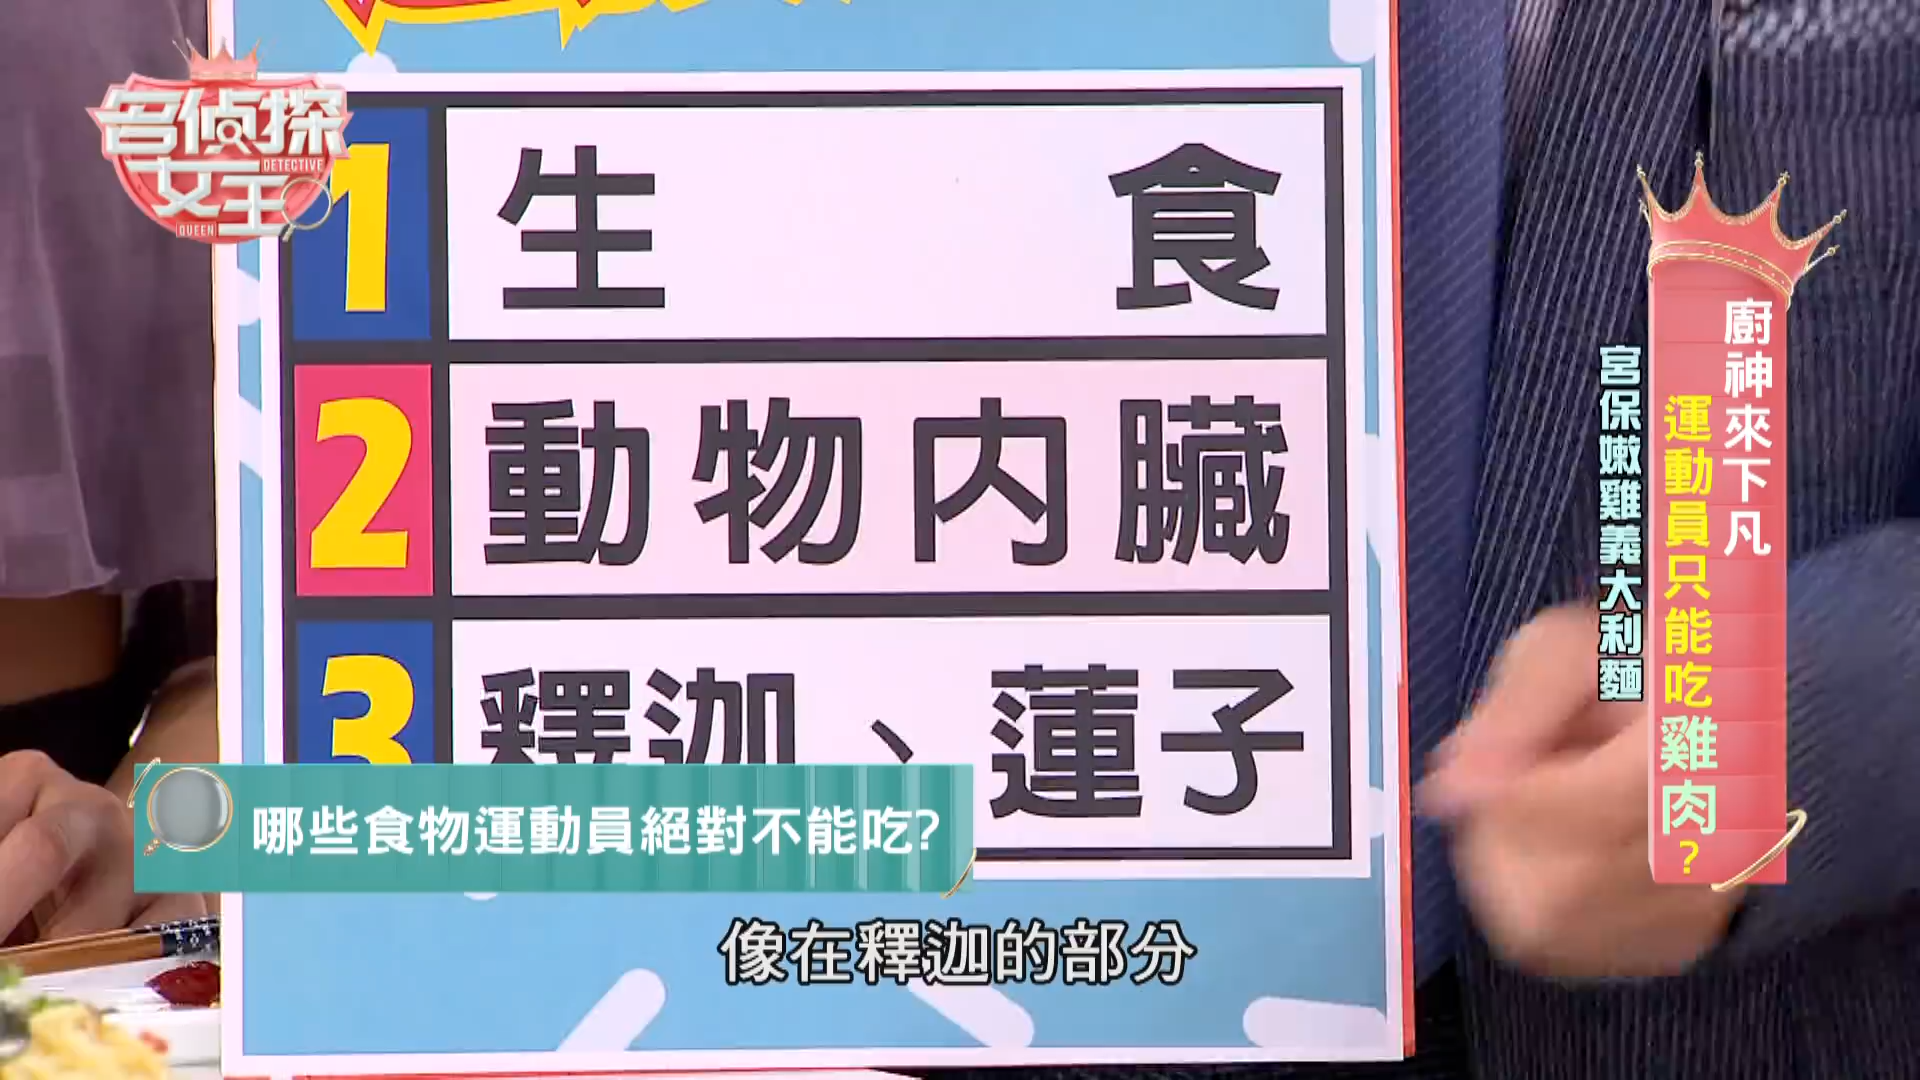 名偵探
DETECTIVE
女王
QUEEN
1 生食
2 動物內臟
3 釋迦、蓮子
哪些食物運動員絕對不能吃?
像在釋迦的部分
廚神來下凡
運動員只能吃雞肉?
宮保嫩雞義大利麵